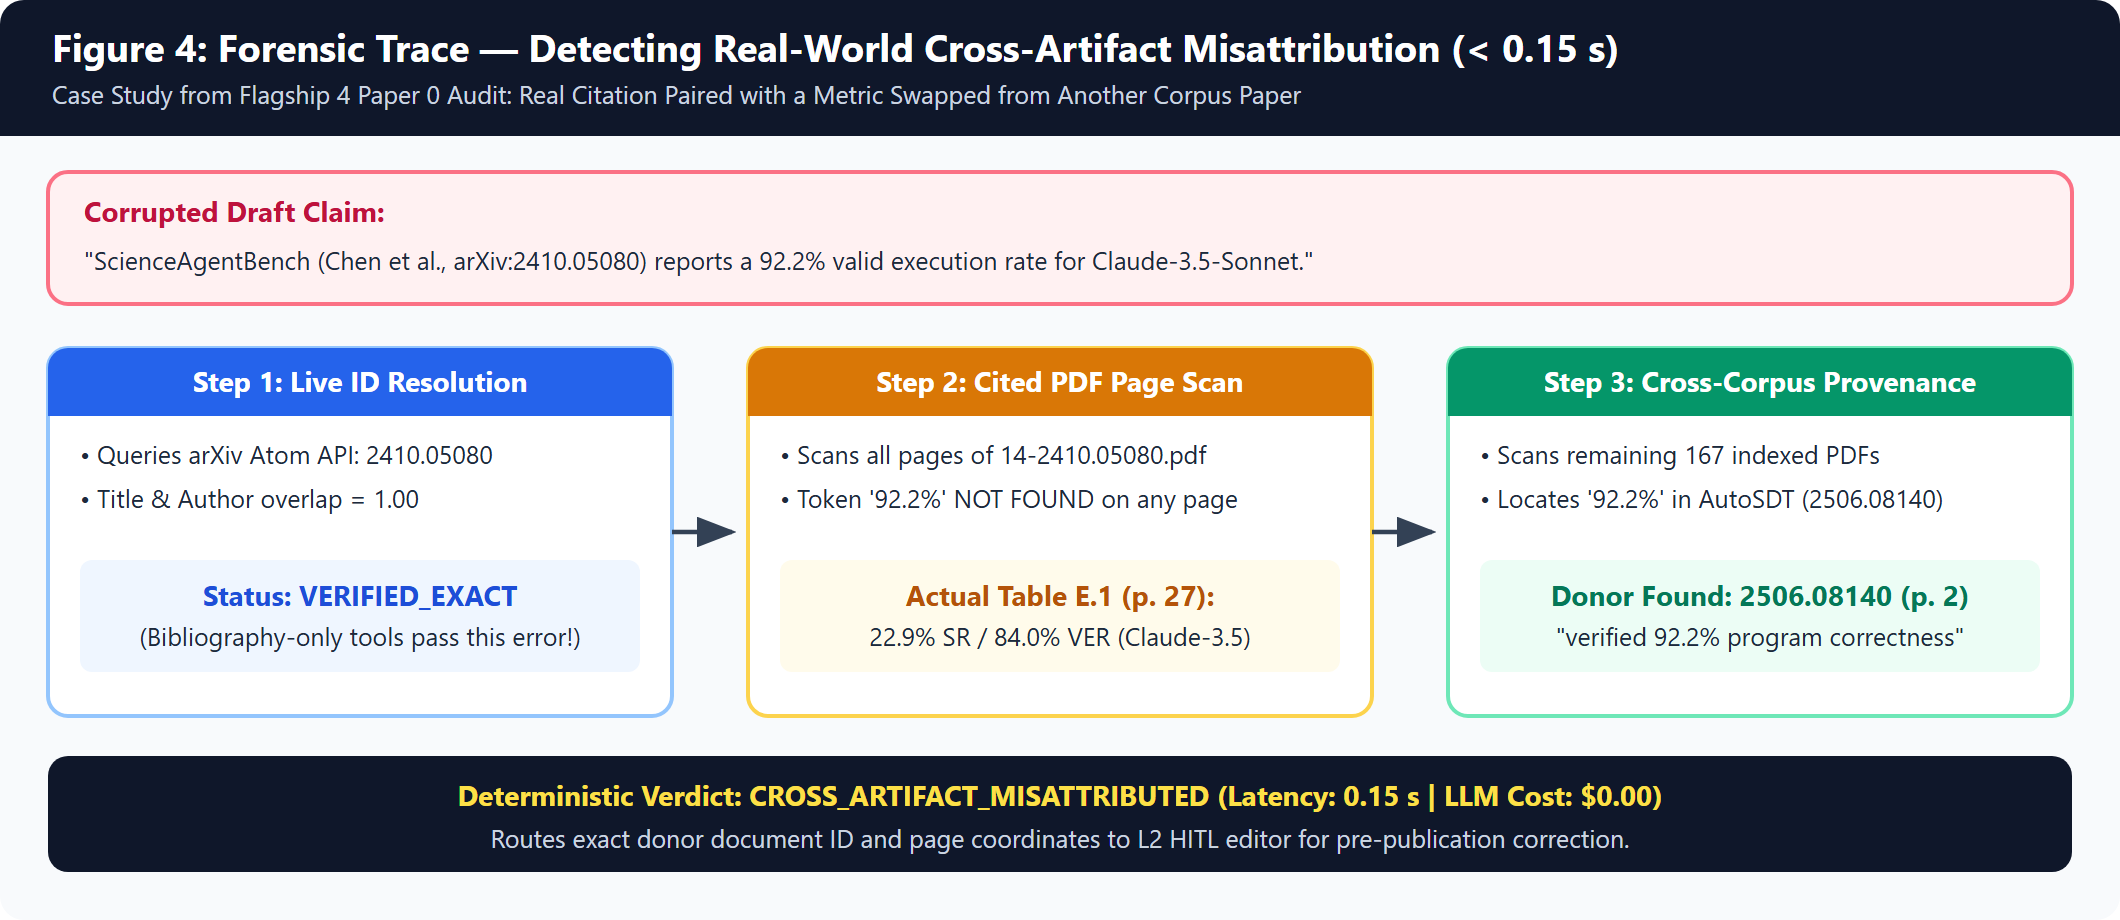 Figure 4: Forensic Trace — Detecting Real-World Cross-Artifact Misattribution (< 0.15 s)
Case Study from Flagship 4 Paper 0 Audit: Real Citation Paired with a Metric Swapped from Another Corpus Paper
Corrupted Draft Claim:
"ScienceAgentBench (Chen et al., arXiv:2410.05080) reports a 92.2% valid execution rate for Claude-3.5-Sonnet."
Step 1: Live ID Resolution
• Queries arXiv Atom API: 2410.05080
• Title & Author overlap = 1.00
Status: VERIFIED_EXACT
(Bibliography-only tools pass this error!)
Step 2: Cited PDF Page Scan
• Scans all pages of 14-2410.05080.pdf
• Token '92.2%' NOT FOUND on any page
Actual Table E.1 (p. 27):
22.9% SR / 84.0% VER (Claude-3.5)
Step 3: Cross-Corpus Provenance
• Scans remaining 167 indexed PDFs
• Locates '92.2%' in AutoSDT (2506.08140)
Donor Found: 2506.08140 (p. 2)
"verified 92.2% program correctness"
Deterministic Verdict: CROSS_ARTIFACT_MISATTRIBUTED (Latency: 0.15 s | LLM Cost: $0.00)
Routes exact donor document ID and page coordinates to L2 HITL editor for pre-publication correction.